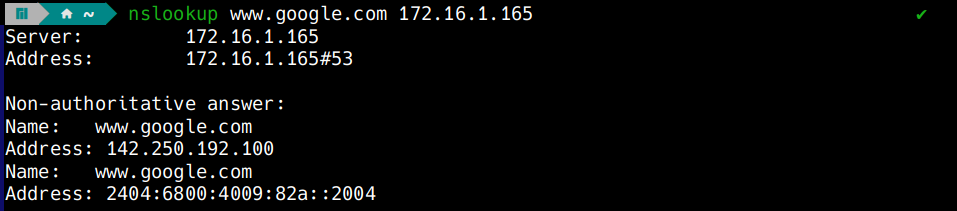 ~ nslookup www.google.com 172.16.1.165 ✔
Server: 172.16.1.165
Address: 172.16.1.165#53
Non-authoritative answer:
Name: www.google.com
Address: 142.250.192.100
Name: www.google.com
Address: 2404:6800:4009:82a::2004